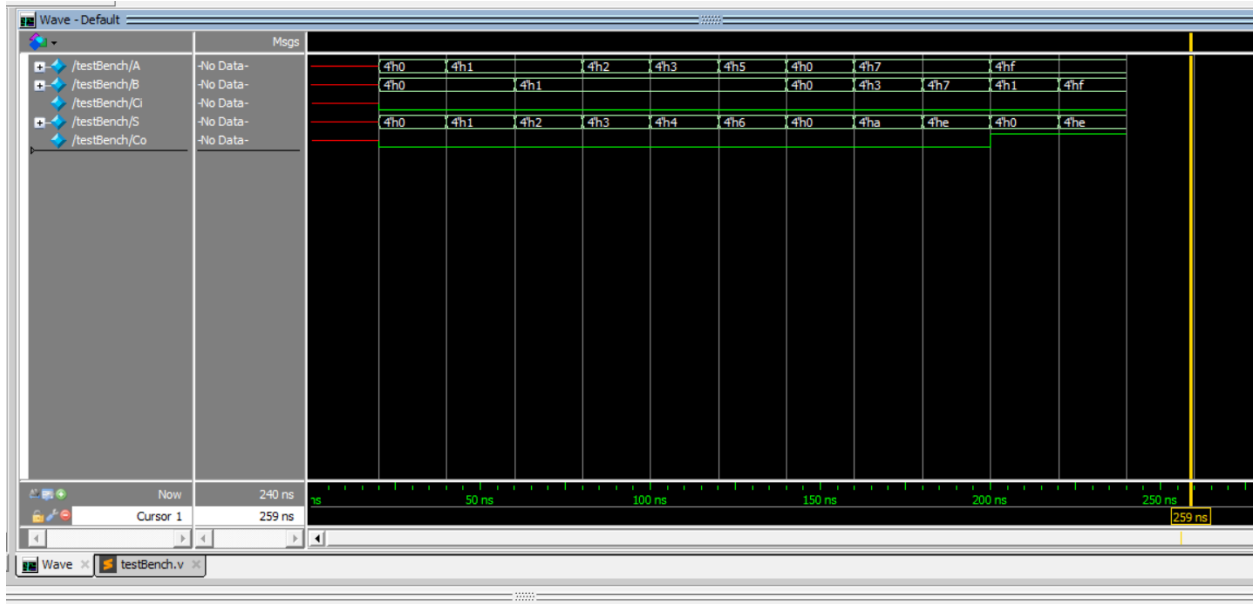 Wave - Default
Msgs
/testBench/A -No Data- 4'h0 4'h1 4'h2 4'h3 4'h5 4'h0 4'h7 4'hf
/testBench/B -No Data- 4'h0 4'h1 4'h0 4'h3 4'h7 4'h1 4'hf
/testBench/Ci -No Data-
/testBench/S -No Data- 4'h0 4'h1 4'h2 4'h3 4'h4 4'h6 4'h0 4'ha 4'he 4'h0 4'he
/testBench/Co -No Data-
Now 240 ns ns 50 ns 100 ns 150 ns 200 ns 250 ns
Cursor 1 259 ns 259 ns
Wave testBench.v